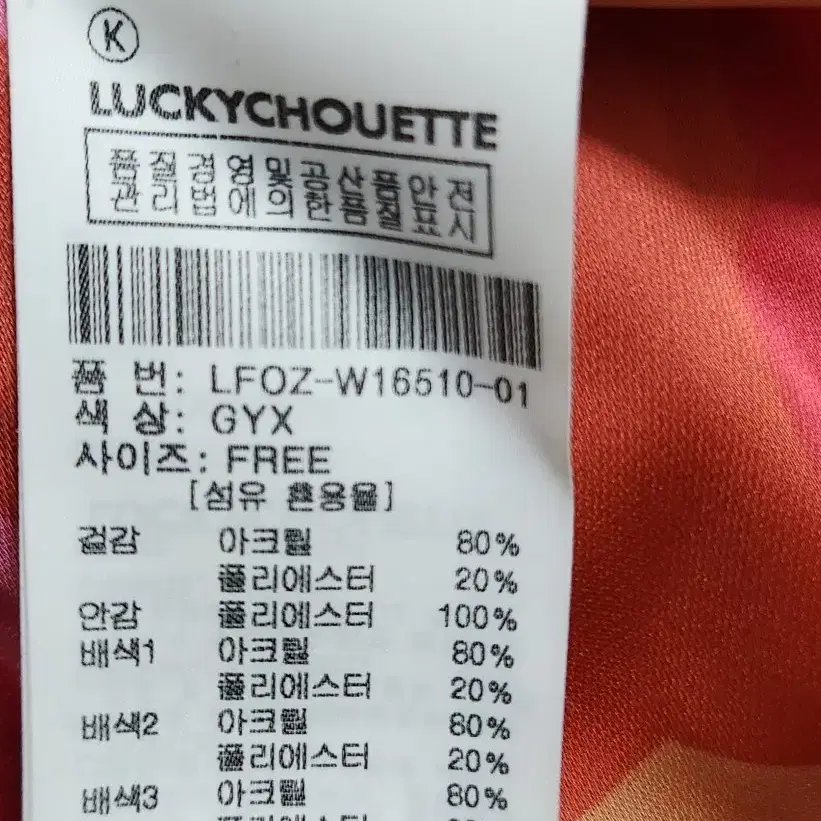 K
LUCKYCHOUETTE
품질경영및공산품안전
관리법에의한품질표시
품 번: LFOZ-W16510-01
색 상: GYX
사이즈: FREE
[섬유 혼용율]
겉감 아크릴 80%
폴리에스터 20%
안감 폴리에스터 100%
배색1 아크릴 80%
폴리에스터 20%
배색2 아크릴 80%
폴리에스터 20%
배색3 아크릴 80%